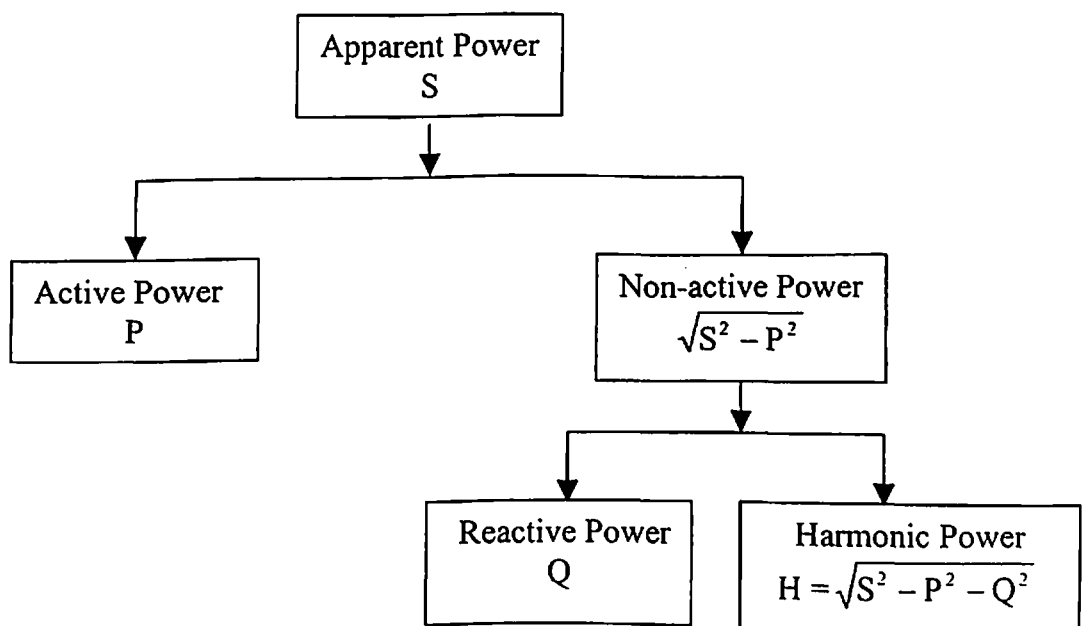 Apparent Power
S
Active Power
P
Non-active Power
√S² – P²
Reactive Power
Q
Harmonic Power
H = √S² – P² – Q²